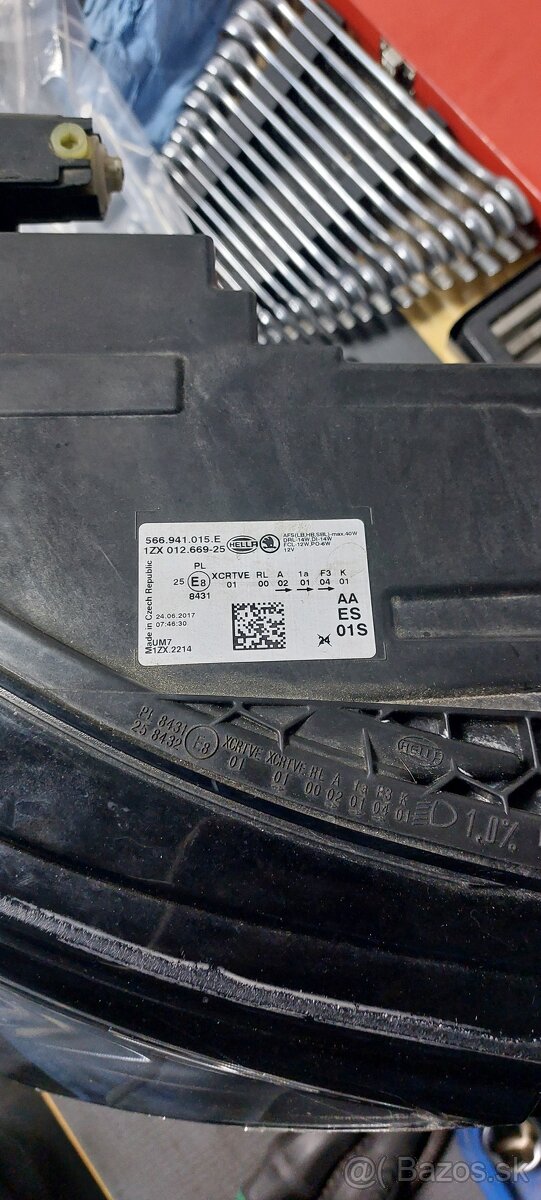 566.941.015.E
1ZX 012.669-25
HELLA
AFS(LB,HB,SBL)-max.40W
DRL-14W,DI-14W
FCL-12W,PO-6W
12V
Made in Czech Republic
PL
25 E8 XCRTVE RL A 1a F3 K
01 00 02 01 04 01
8431
24.06.2017
07:46:30
UM7
1ZX.2214
AA
ES
01S
PL 8431
25 8432
E8
XCRTVE XCRTVE RL A 1a F3 K
01 01 00 02 01 04 01
HELLA
1,0%
@ Bazos.sk